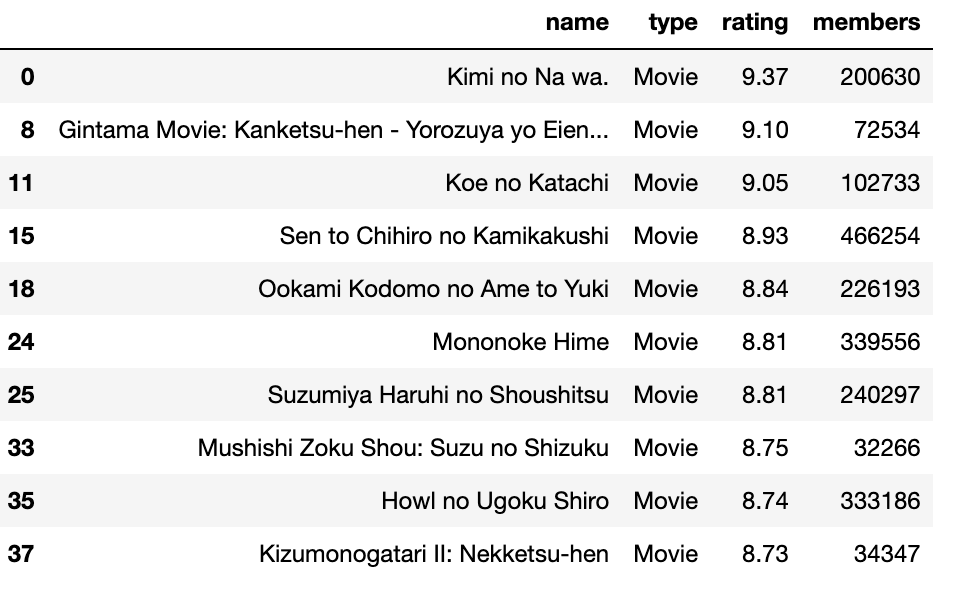 name type rating members
0 Kimi no Na wa. Movie 9.37 200630
8 Gintama Movie: Kanketsu-hen - Yorozuya yo Eien... Movie 9.10 72534
11 Koe no Katachi Movie 9.05 102733
15 Sen to Chihiro no Kamikakushi Movie 8.93 466254
18 Ookami Kodomo no Ame to Yuki Movie 8.84 226193
24 Mononoke Hime Movie 8.81 339556
25 Suzumiya Haruhi no Shoushitsu Movie 8.81 240297
33 Mushishi Zoku Shou: Suzu no Shizuku Movie 8.75 32266
35 Howl no Ugoku Shiro Movie 8.74 333186
37 Kizumonogatari II: Nekketsu-hen Movie 8.73 34347